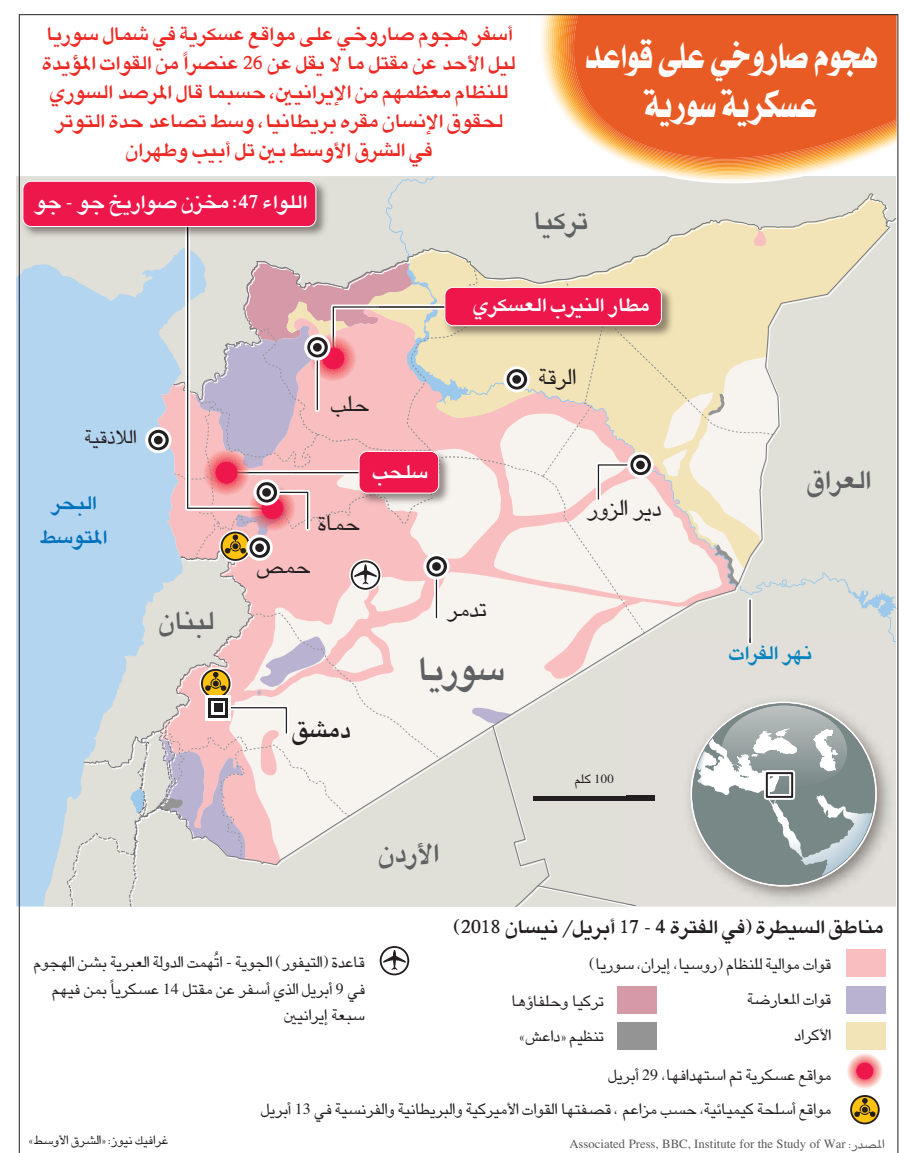 هجوم صاروخي على قواعد
عسكرية سورية
أسفر هجوم صاروخي على مواقع عسكرية في شمال سوريا
ليل الأحد عن مقتل ما لا يقل عن 26 عنصراً من القوات المؤيدة
للنظام معظمهم من الإيرانيين، حسبما قال المرصد السوري
لحقوق الإنسان مقره بريطانيا، وسط تصاعد حدة التوتر
في الشرق الأوسط بين تل أبيب وطهران
اللواء 47: مخزن صواريخ جو - جو
تركيا
مطار النيرب العسكري
الرقة
حلب
اللاذقية
سلحب
العراق
دير الزور
البحر
المتوسط
حماة
حمص
تدمر
لبنان
نهر الفرات
سوريا
دمشق
100 كلم
الأردن
مناطق السيطرة (في الفترة 4 - 17 أبريل/ نيسان 2018)
قوات موالية للنظام (روسيا، إيران، سوريا)
قوات المعارضة
تركيا وحلفاؤها
الأكراد
تنظيم «داعش»
قاعدة (التيفور) الجوية - اتُهمت الدولة العبرية بشن الهجوم
في 9 أبريل الذي أسفر عن مقتل 14 عسكرياً بمن فيهم
سبعة إيرانيين
مواقع عسكرية تم استهدافها، 29 أبريل
مواقع أسلحة كيميائية، حسب مزاعم ، قصفتها القوات الأميركية والبريطانية والفرنسية في 13 أبريل
المصدر: Associated Press, BBC, Institute for the Study of War
غرافيك نيوز: «الشرق الأوسط»